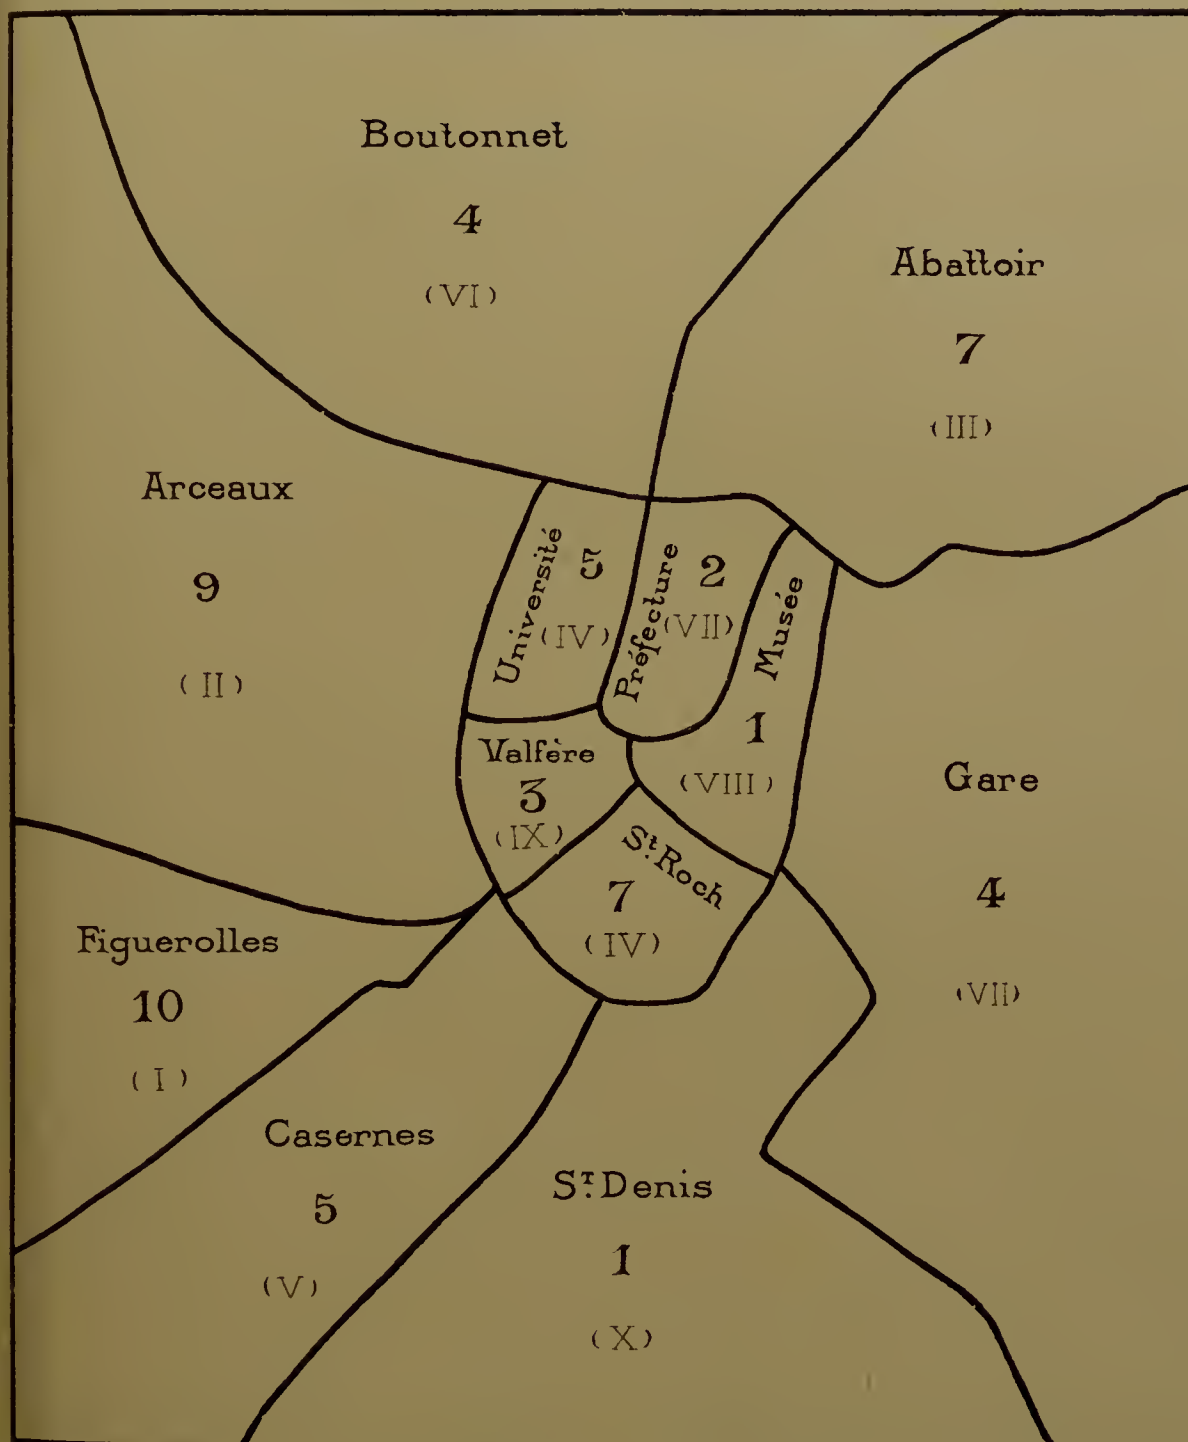 Boutonnet
4
(VI)
Abattoir
7
(III)
Arceaux
9
(II)
Université
5
(IV)
Préfecture
2
(VII)
Musée
1
(VIII)
Valfère
3
(IX)
St. Roch
7
(IV)
Gare
4
(VII)
Figuerolles
10
(I)
Casernes
5
(V)
ST. Denis
1
(X)